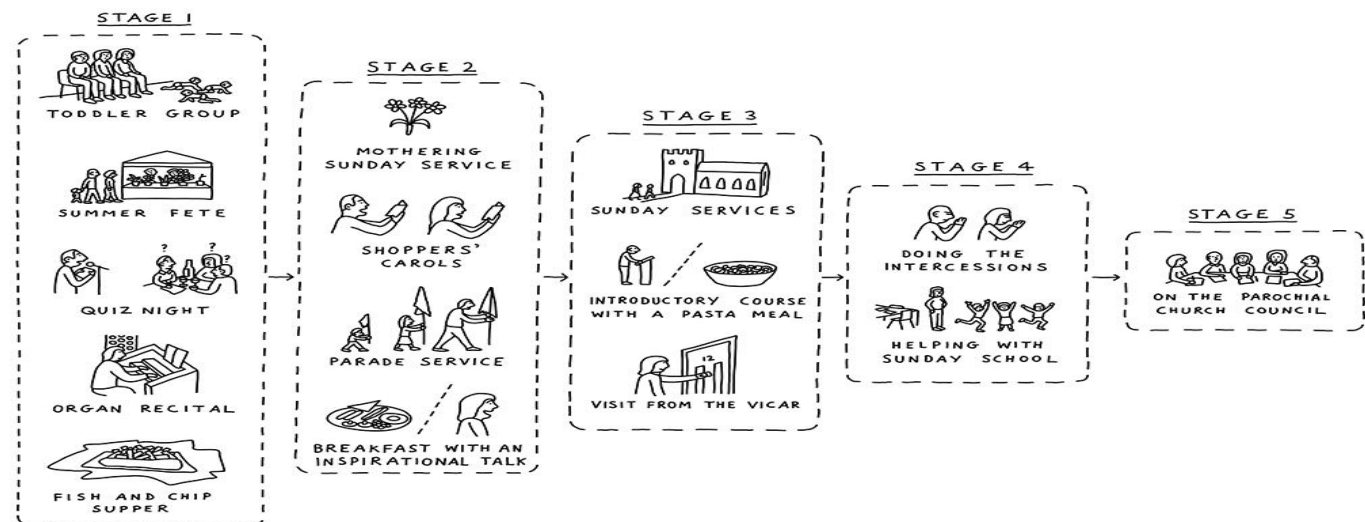 STAGE 1
TODDLER GROUP
SUMMER FETE
? ? ?
QUIZ NIGHT
ORGAN RECITAL
FISH AND CHIP
SUPPER
STAGE 2
MOTHERING
SUNDAY SERVICE
SHOPPERS'
CAROLS
PARADE SERVICE
BREAKFAST WITH AN
INSPIRATIONAL TALK
STAGE 3
SUNDAY SERVICES
INTRODUCTORY COURSE
WITH A PASTA MEAL
12
VISIT FROM THE VICAR
STAGE 4
DOING THE
INTERCESSIONS
HELPING WITH
SUNDAY SCHOOL
STAGE 5
ON THE PAROCHIAL
CHURCH COUNCIL